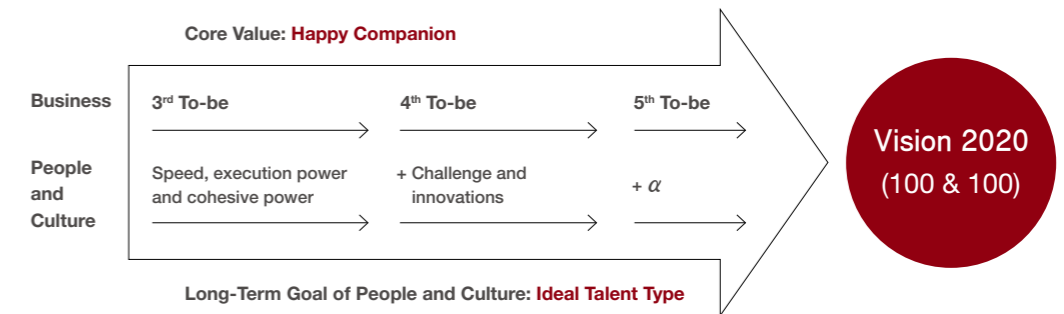 Core Value: Happy Companion
Business
3rd To-be
4th To-be
5th To-be
People
and
Culture
Speed, execution power
and cohesive power
+ Challenge and
innovations
+ α
Vision 2020
(100 & 100)
Long-Term Goal of People and Culture: Ideal Talent Type